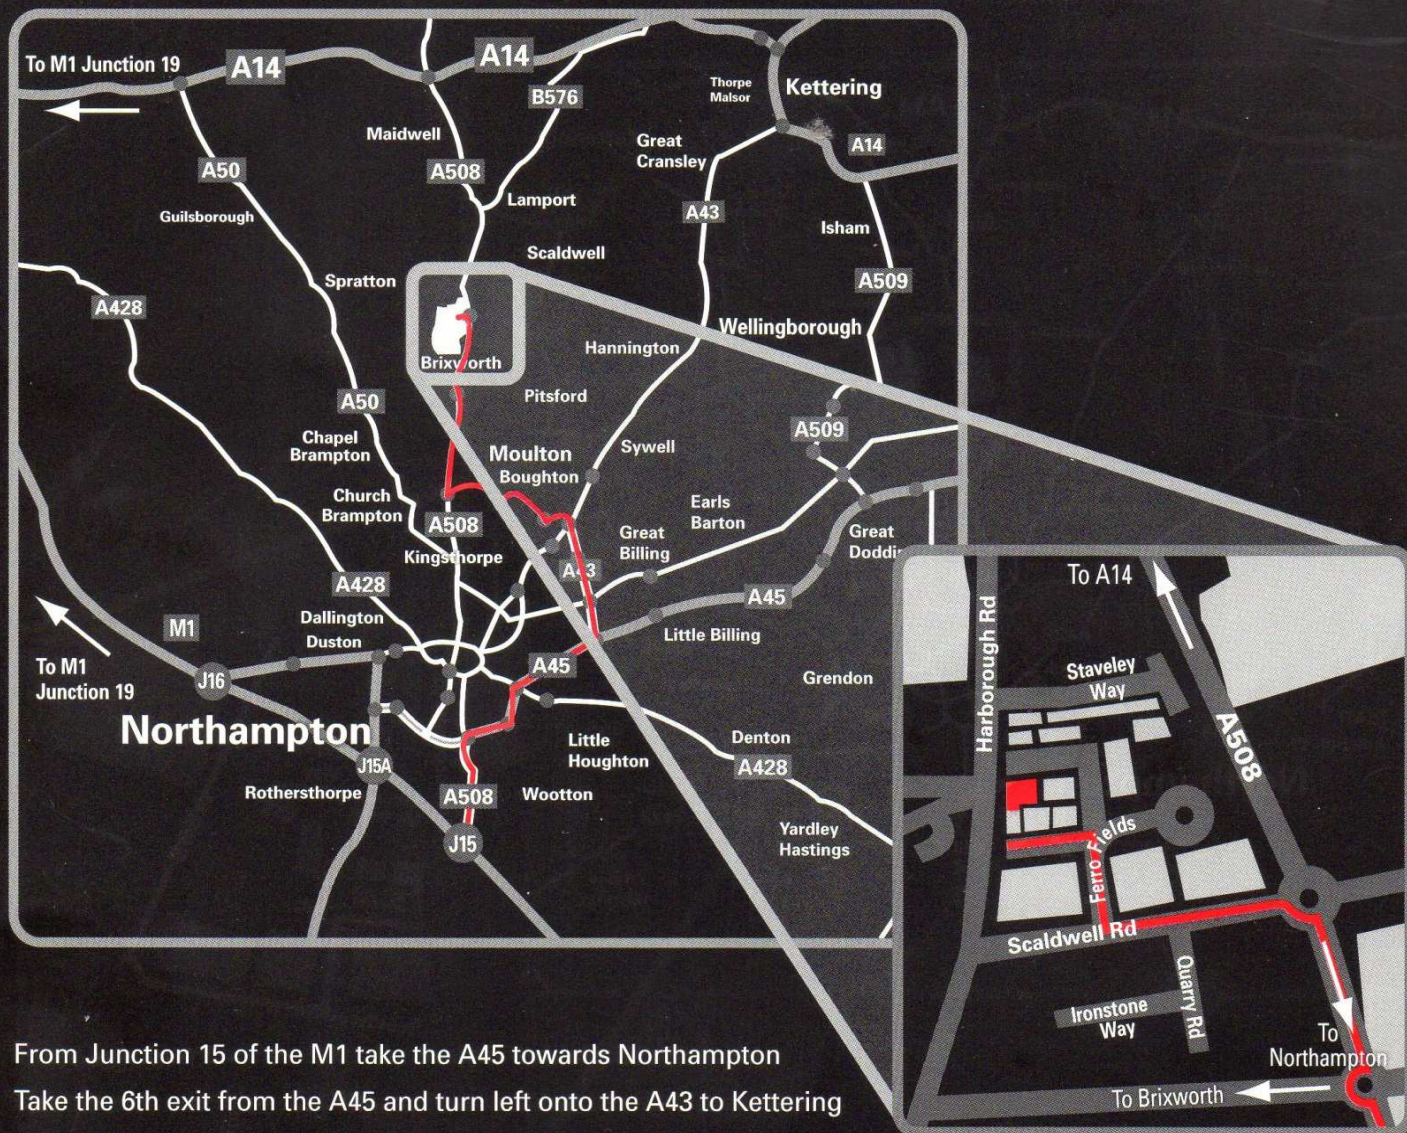 To M1 Junction 19
A14
A14
B576
Thorpe
Malsor
Kettering
Maidwell
A50
A508
Great
Cransley
A14
Lamport
Guilsborough
A43
Isham
Scaldwell
Spratton
A509
A428
Wellingborough
Hannington
Brixworth
Pitsford
A50
A509
Chapel
Brampton
Moulton
Boughton
Sywell
Church
Brampton
Earls
Barton
A508
Great
Billing
Great
Doddin
Kingsthorpe
A43
A428
A45
Dallington
Duston
M1
Little Billing
To M1
Junction 19
J16
A45
Grendon
Northampton
J15A
Little
Houghton
Denton
A428
Rothersthorpe
A508
Wootton
J15
Yardley
Hastings
To A14
Harborough Rd
Staveley
Way
A508
Ferro Fields
Scaldwell Rd
Quarry Rd
Ironstone
Way
To
Northampton
To Brixworth
From Junction 15 of the M1 take the A45 towards Northampton
Take the 6th exit from the A45 and turn left onto the A43 to Kettering